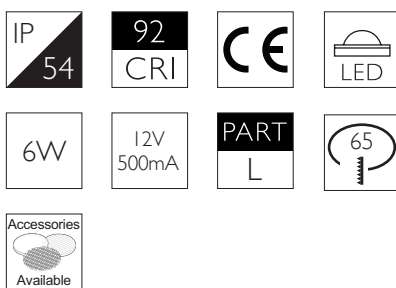 IP
54
92
CRI
CE
LED
6W
12V
500mA
PART
L
65
Accessories
Available